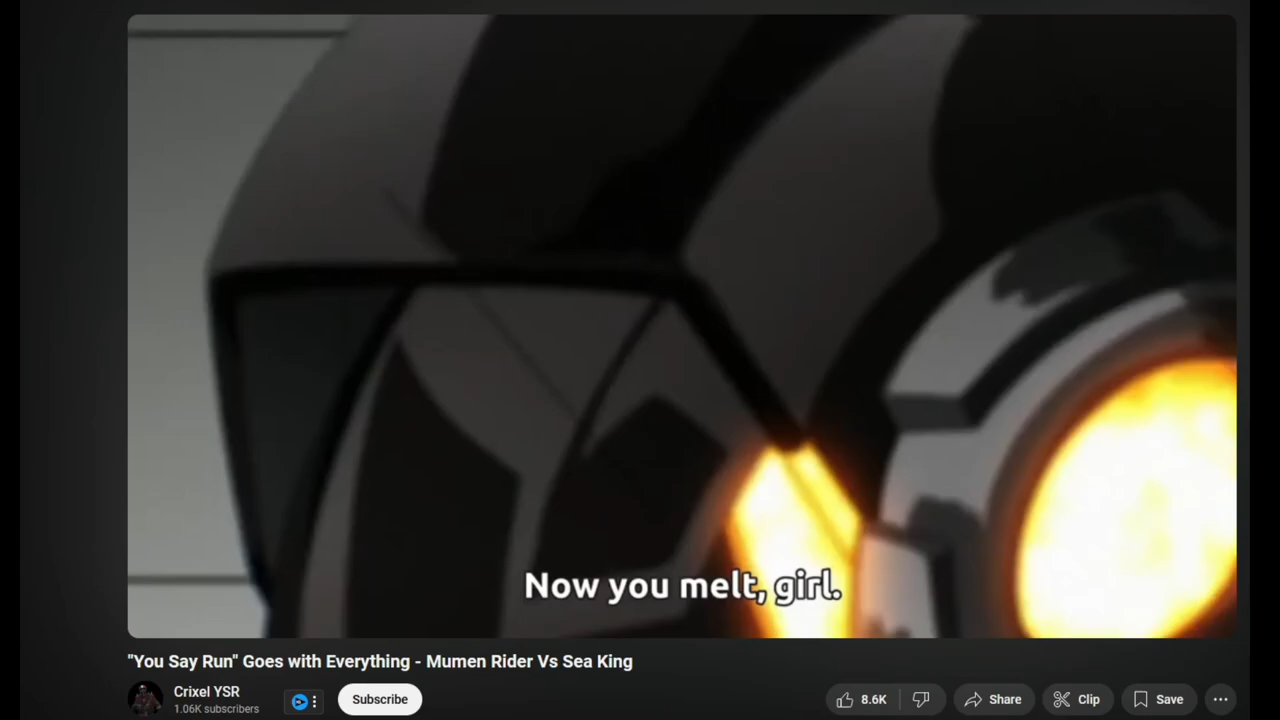 Now you melt, girl.
"You Say Run" Goes with Everything - Mumen Rider Vs Sea King
Crixel YSR
1.06K subscribers
Subscribe
8.6K
Share
Clip
Save